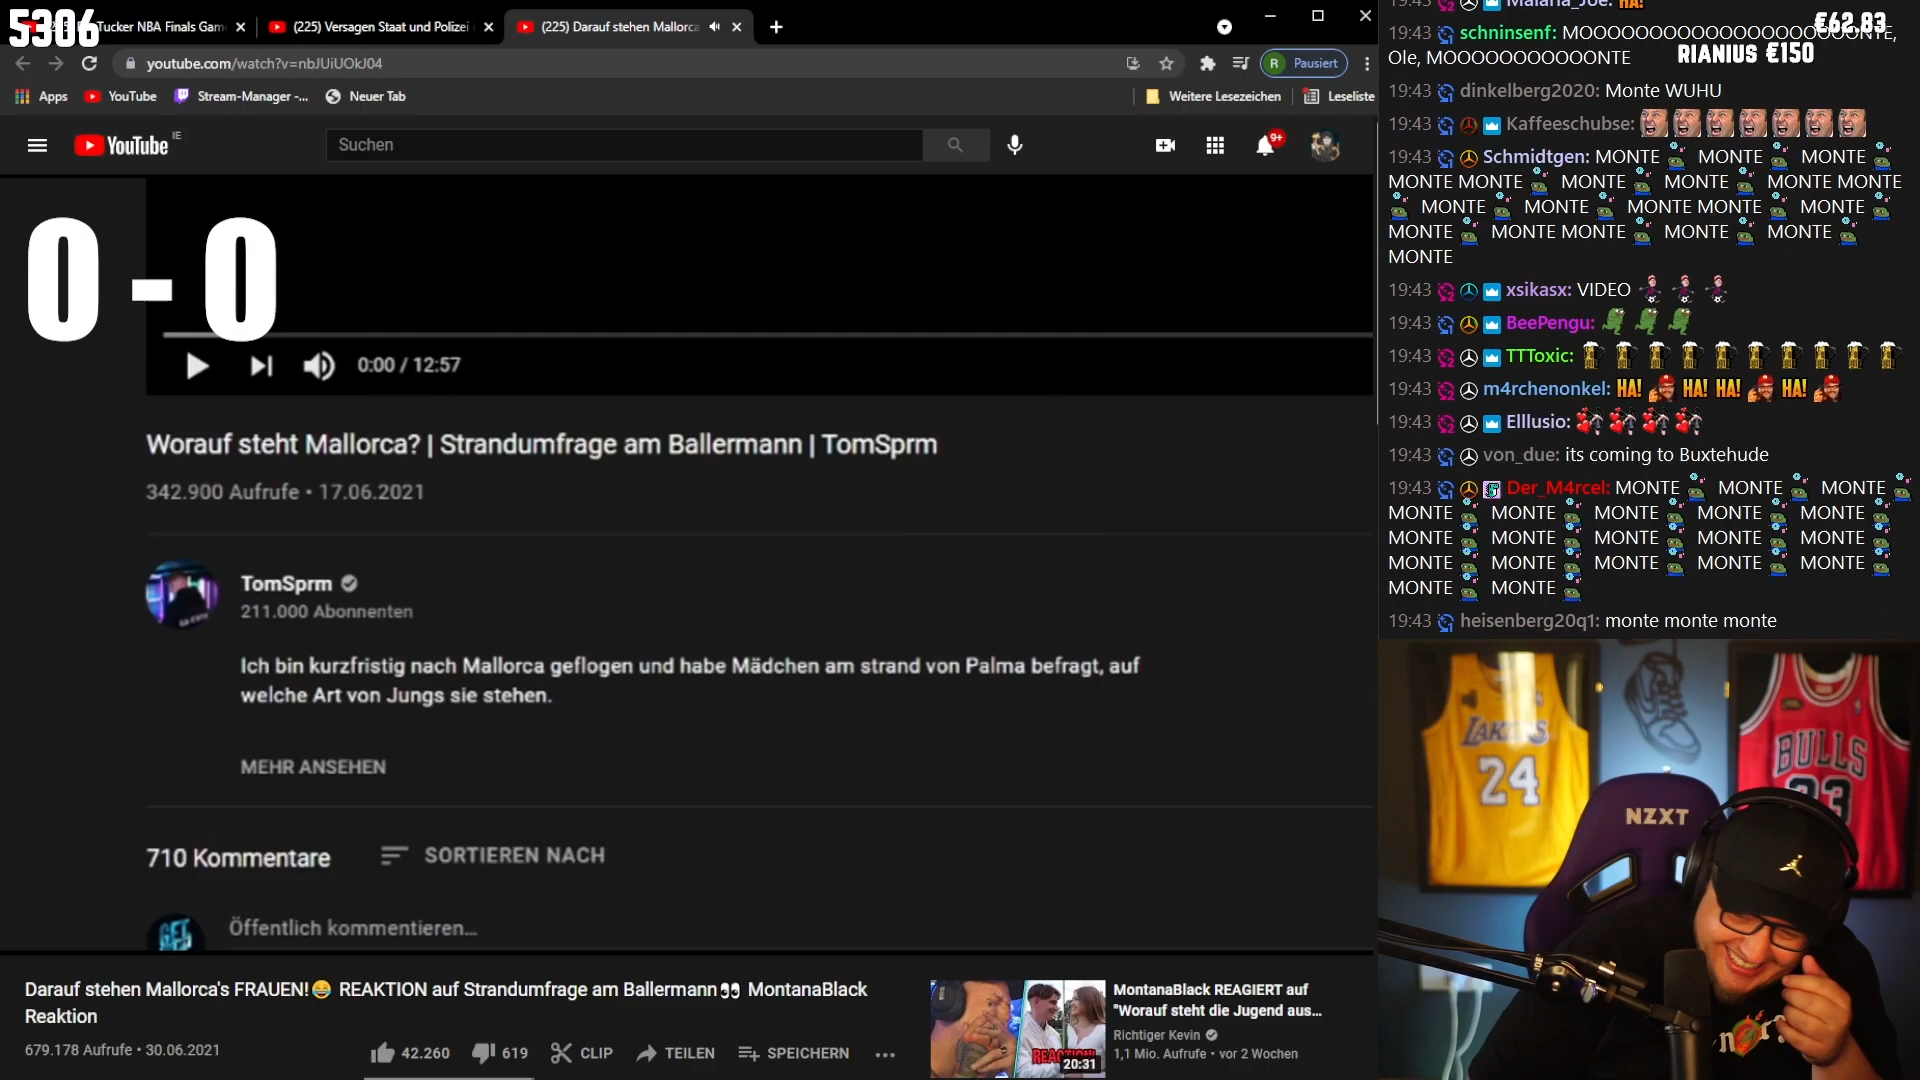 5306
Tucker NBA Finals Gam
(225) Versagen Staat und Polizei
(225) Darauf stehen Mallorca
youtube.com/watch?v=nbJUiUOkJ04
R Pausiert
Apps
YouTube
Stream-Manager -...
Neuer Tab
Weitere Lesezeichen
Leseliste
YouTube IE
Suchen
9+
0 - 0
0:00 / 12:57
Worauf steht Mallorca? | Strandumfrage am Ballermann | TomSprm
342.900 Aufrufe • 17.06.2021
TomSprm
211.000 Abonnenten
Ich bin kurzfristig nach Mallorca geflogen und habe Mädchen am strand von Palma befragt, auf
welche Art von Jungs sie stehen.
MEHR ANSEHEN
710 Kommentare
SORTIEREN NACH
Öffentlich kommentieren...
Darauf stehen Mallorca's FRAUEN!😂 REAKTION auf Strandumfrage am Ballermann👀 MontanaBlack
Reaktion
679.178 Aufrufe • 30.06.2021
42.260
619
CLIP
TEILEN
SPEICHERN
20:31
MontanaBlack REAGIERT auf
"Worauf steht die Jugend aus...
Richtiger Kevin
1,1 Mio. Aufrufe • vor 2 Wochen
19:43 Malaria_Joe: HA!
€62.83
RIANIUS €150
19:43 schninsenf: MOOOOOOOOOOOOOOOOOOOONTE,
Ole, MOOOOOOOOOOONTE
19:43 dinkelberg2020: Monte WUHU
19:43 Kaffeeschubse:
19:43 Schmidtgen: MONTE MONTE MONTE
MONTE MONTE MONTE MONTE MONTE MONTE
MONTE MONTE MONTE MONTE MONTE
MONTE MONTE MONTE MONTE MONTE
MONTE
19:43 xsikasx: VIDEO
19:43 BeePengu:
19:43 TTToxic:
19:43 m4rchenonkel: HA! HA! HA! HA!
19:43 Elllusio:
19:43 von_due: its coming to Buxtehude
19:43 Der_M4rcel: MONTE MONTE MONTE
MONTE MONTE MONTE MONTE MONTE
MONTE MONTE MONTE MONTE MONTE
MONTE MONTE MONTE MONTE MONTE
MONTE MONTE
19:43 heisenberg20q1: monte monte monte
LAKERS
24
BULLS
23
NZXT